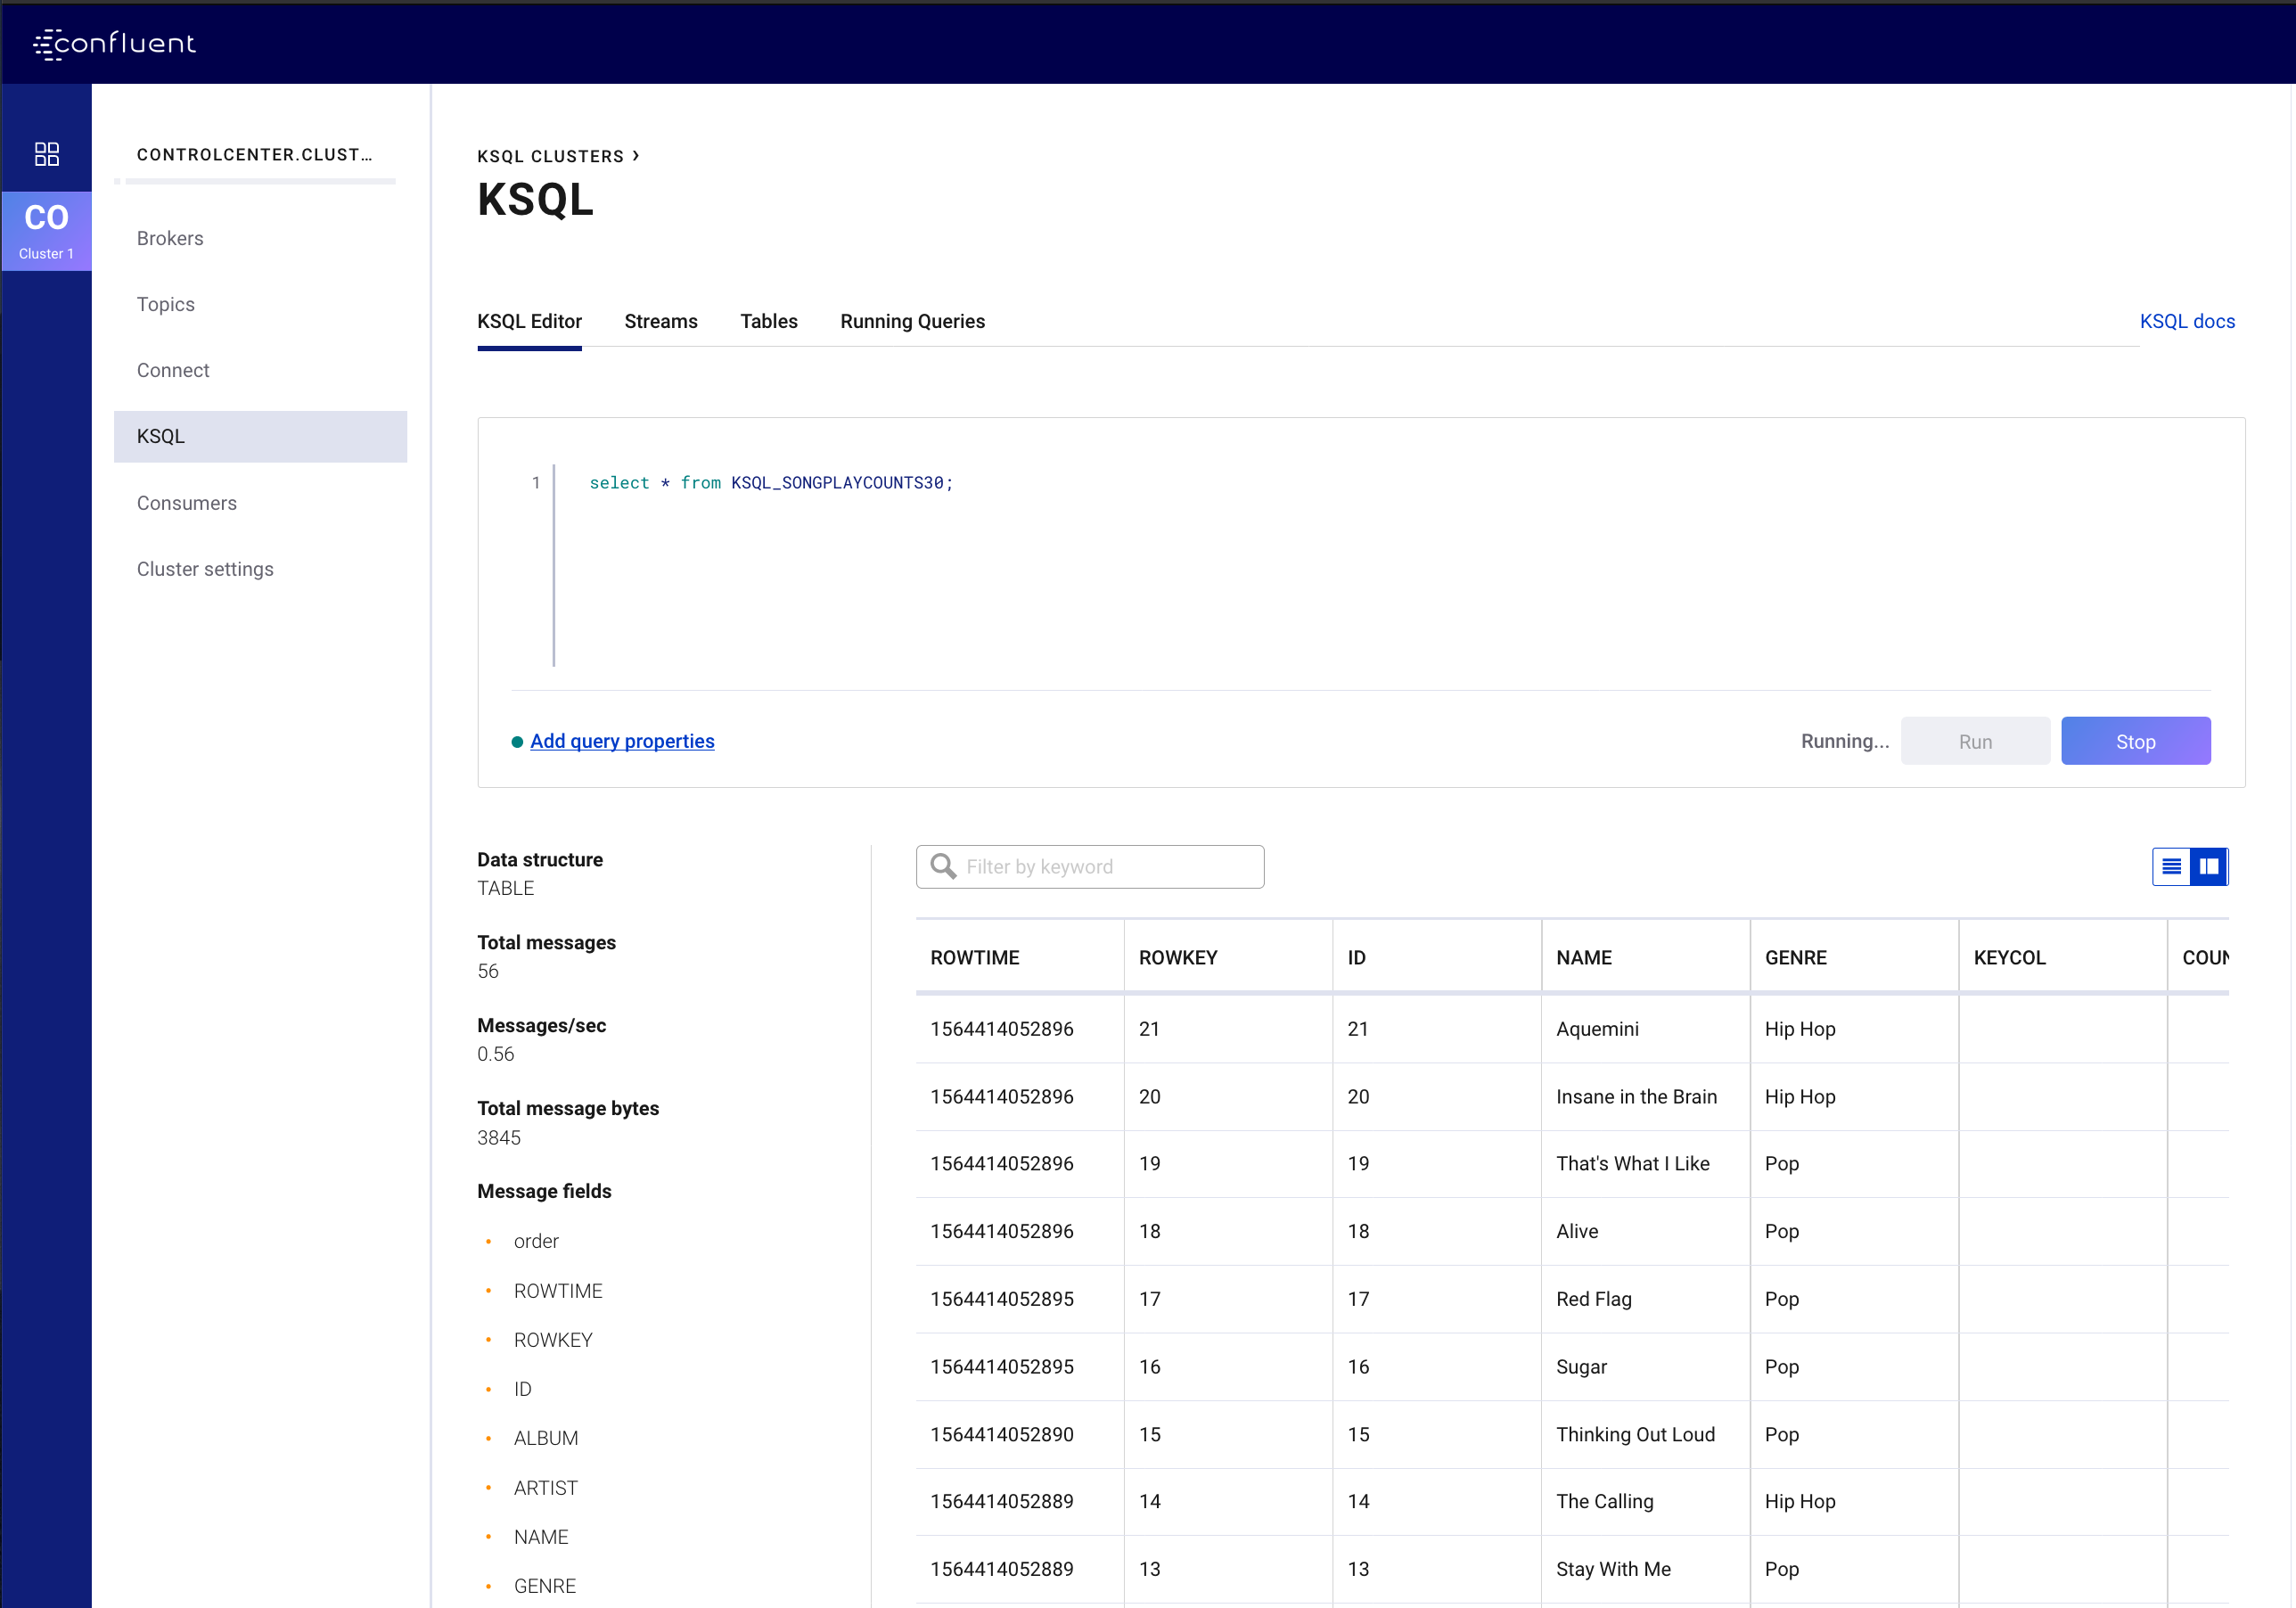 confluent
CONTROLCENTER.CLUST...
CO
Cluster 1
Brokers
Topics
Connect
KSQL
Consumers
Cluster settings
KSQL CLUSTERS ›
KSQL
KSQL Editor Streams Tables Running Queries KSQL docs
1 select * from KSQL_SONGPLAYCOUNTS30;
Add query properties Running... Run Stop
Data structure
TABLE
Total messages
56
Messages/sec
0.56
Total message bytes
3845
Message fields
• order
• ROWTIME
• ROWKEY
• ID
• ALBUM
• ARTIST
• NAME
• GENRE
Filter by keyword
ROWTIME ROWKEY ID NAME GENRE KEYCOL COUN
1564414052896 21 21 Aquemini Hip Hop
1564414052896 20 20 Insane in the Brain Hip Hop
1564414052896 19 19 That's What I Like Pop
1564414052896 18 18 Alive Pop
1564414052895 17 17 Red Flag Pop
1564414052895 16 16 Sugar Pop
1564414052890 15 15 Thinking Out Loud Pop
1564414052889 14 14 The Calling Hip Hop
1564414052889 13 13 Stay With Me Pop